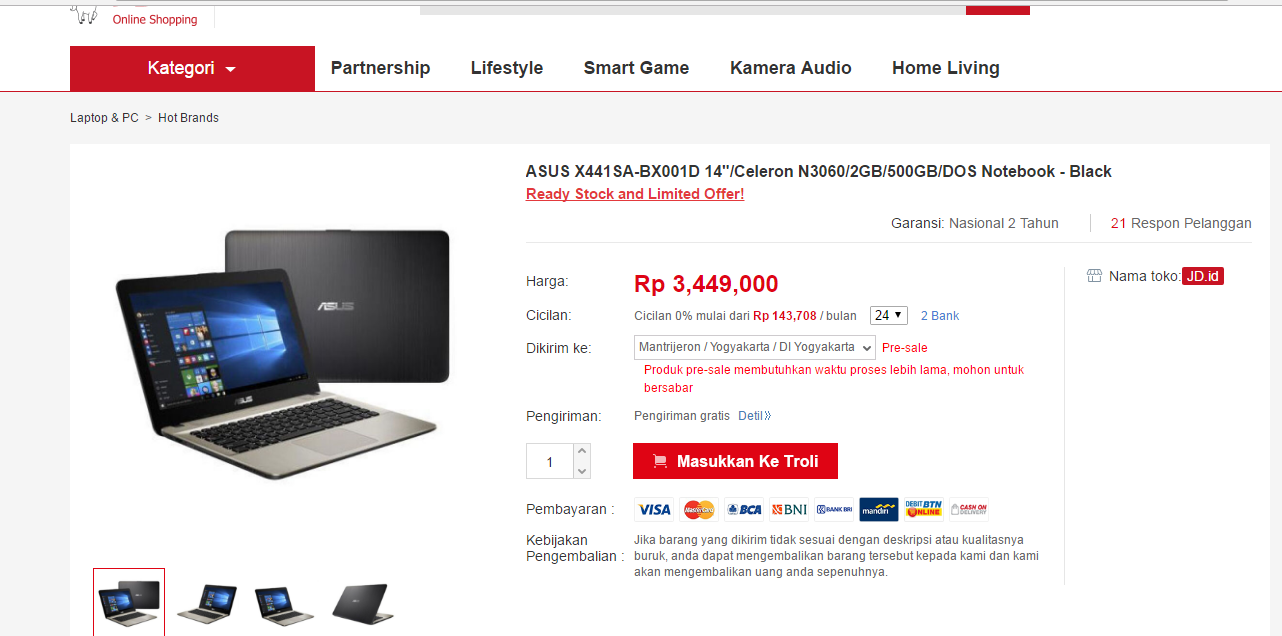 Online Shopping
Kategori
Partnership
Lifestyle
Smart Game
Kamera Audio
Home Living
Laptop & PC > Hot Brands
ASUS X441SA-BX001D 14"/Celeron N3060/2GB/500GB/DOS Notebook - Black
Ready Stock and Limited Offer!
Garansi: Nasional 2 Tahun
21 Respon Pelanggan
Harga: Rp 3,449,000
Nama toko: JD.id
Cicilan: Cicilan 0% mulai dari Rp 143,708 / bulan 24 2 Bank
Dikirim ke: Mantrijeron / Yogyakarta / DI Yogyakarta Pre-sale
Produk pre-sale membutuhkan waktu proses lebih lama, mohon untuk
bersabar
Pengiriman: Pengiriman gratis Detil
1
Masukkan Ke Troli
Pembayaran : VISA MasterCard BCA BNI BANK BRI mandiri DEBIT BTN ONLINE CASH ON DELIVERY
Kebijakan
Pengembalian :
Jika barang yang dikirim tidak sesuai dengan deskripsi atau kualitasnya
buruk, anda dapat mengembalikan barang tersebut kepada kami dan kami
akan mengembalikan uang anda sepenuhnya.
ASUS
ASUS